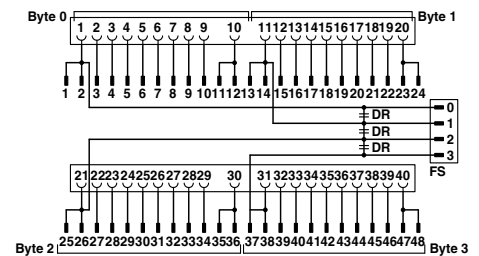 Byte 0 Byte 1
1 2 3 4 5 6 7 8 9 10 11 12 13 14 15 16 17 18 19 20
1 2 3 4 5 6 7 8 9 10 11 12 13 14 15 16 17 18 19 20 21 22 23 24
0
DR
1
DR
2
DR
3
FS
21 22 23 24 25 26 27 28 29 30 31 32 33 34 35 36 37 38 39 40
25 26 27 28 29 30 31 32 33 34 35 36 37 38 39 40 41 42 43 44 45 46 47 48
Byte 2 Byte 3